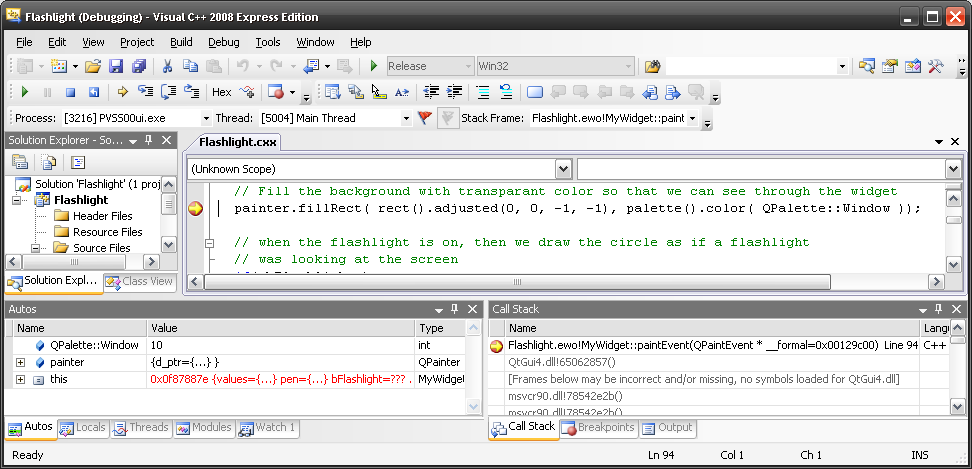 Flashlight (Debugging) - Visual C++ 2008 Express Edition
File Edit View Project Build Debug Tools Window Help
Release Win32
Hex
Process: [3216] PVS500ui.exe Thread: [5004] Main Thread Stack Frame: Flashlight.ewo!MyWidget::paint
Solution Explorer - So...
Solution 'Flashlight' (1 proj
Flashlight
Header Files
Resource Files
Source Files
Solution Expl... Class View
Flashlight.cxx
(Unknown Scope)
// Fill the background with transparant color so that we can see through the widget
painter.fillRect( rect().adjusted(0, 0, -1, -1), palette().color( QPalette::Window ));
// when the flashlight is on, then we draw the circle as if a flashlight
// was looking at the screen
Autos
Name Value Type
QPalette::Window 10 int
painter {d_ptr={...} } QPainter
this 0x0f87887e {values={...} pen={...} bFlashlight=??? . MyWidget
Autos Locals Threads Modules Watch 1
Call Stack
Name Langu
Flashlight.ewo!MyWidget::paintEvent(QPaintEvent * __formal=0x00129c00) Line 94 C++
QtGui4.dll!65062857()
[Frames below may be incorrect and/or missing, no symbols loaded for QtGui4.dll]
msvcr90.dll!78542e2b()
msvcr90.dll!78542e2b()
Call Stack Breakpoints Output
Ready Ln 94 Col 1 Ch 1 INS